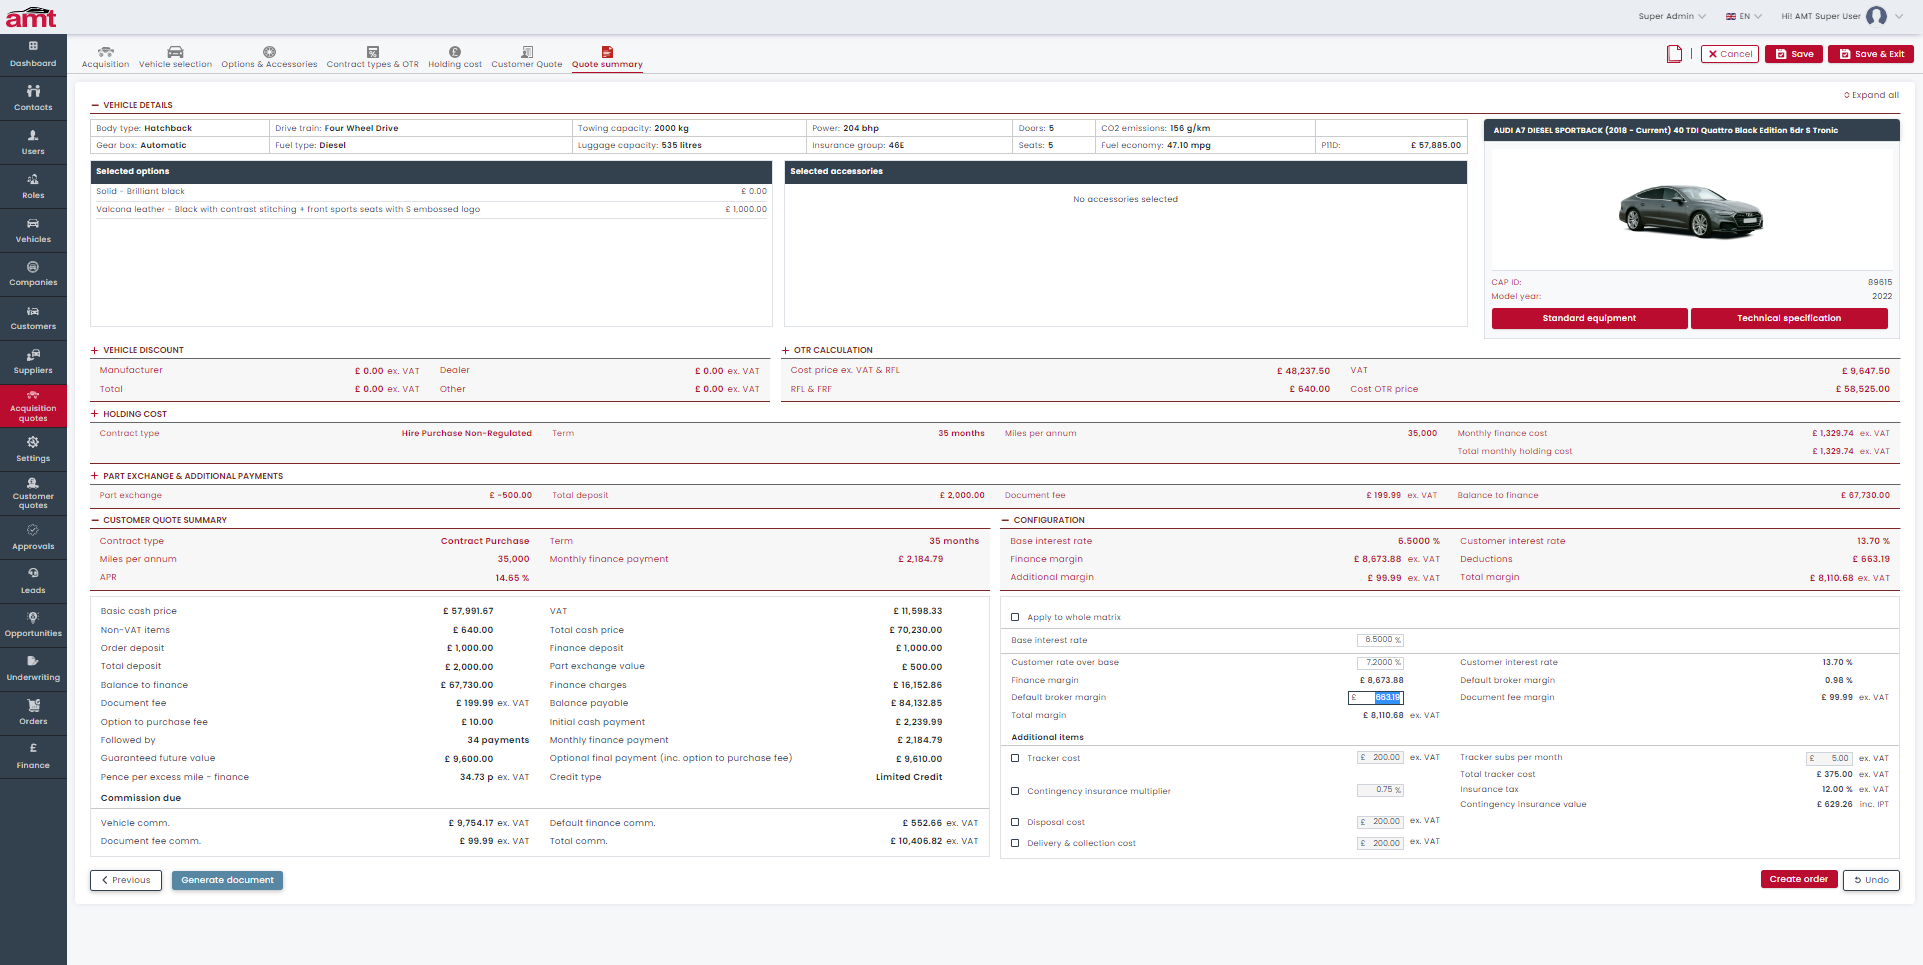 amt
Super Admin
EN
Hi! AMT Super User
Dashboard
Contacts
Users
Roles
Vehicles
Companies
Customers
Suppliers
Acquisition
quotes
Settings
Customer
quotes
Approvals
Leads
Opportunities
Underwriting
Orders
Finance
Acquisition
Vehicle selection
Options & Accessories
Contract types & OTR
Holding cost
Customer Quote
Quote summary
Cancel
Save
Save & Exit
Expand all
VEHICLE DETAILS
Body type: Hatchback Drive train: Four Wheel Drive Towing capacity: 2000 kg Power: 204 bhp Doors: 5 CO2 emissions: 156 g/km
Gear box: Automatic Fuel type: Diesel Luggage capacity: 535 litres Insurance group: 46E Seats: 5 Fuel economy: 47.10 mpg P11D: £ 57,885.00
Selected options
Solid - Brilliant black £ 0.00
Valcona leather - Black with contrast stitching + front sports seats with S embossed logo £ 1,000.00
Selected accessories
No accessories selected
AUDI A7 DIESEL SPORTBACK (2018 - Current) 40 TDI Quattro Black Edition 5dr S Tronic
CAP ID: 89615
Model year: 2022
Standard equipment
Technical specification
VEHICLE DISCOUNT
Manufacturer £ 0.00 ex. VAT Dealer £ 0.00 ex. VAT
Total £ 0.00 ex. VAT Other £ 0.00 ex. VAT
OTR CALCULATION
Cost price ex. VAT & RFL £ 48,237.50 VAT £ 9,647.50
RFL & FRF £ 640.00 Cost OTR price £ 58,525.00
HOLDING COST
Contract type Hire Purchase Non-Regulated Term 35 months Miles per annum 35,000 Monthly finance cost £ 1,329.74 ex. VAT
Total monthly holding cost £ 1,329.74 ex. VAT
PART EXCHANGE & ADDITIONAL PAYMENTS
Part exchange £ -500.00 Total deposit £ 2,000.00 Document fee £ 199.99 ex. VAT Balance to finance £ 67,730.00
CUSTOMER QUOTE SUMMARY
Contract type Contract Purchase Term 35 months
Miles per annum 35,000 Monthly finance payment £ 2,184.79
APR 14.65 %
Basic cash price £ 57,991.67 VAT £ 11,598.33
Non-VAT items £ 640.00 Total cash price £ 70,230.00
Order deposit £ 1,000.00 Finance deposit £ 1,000.00
Total deposit £ 2,000.00 Part exchange value £ 500.00
Balance to finance £ 67,730.00 Finance charges £ 16,152.86
Document fee £ 199.99 ex. VAT Balance payable £ 84,132.85
Option to purchase fee £ 10.00 Initial cash payment £ 2,239.99
Followed by 34 payments Monthly finance payment £ 2,184.79
Guaranteed future value £ 9,600.00 Optional final payment (inc. option to purchase fee) £ 9,610.00
Pence per excess mile - finance 34.73 p ex. VAT Credit type Limited Credit
Commission due
Vehicle comm. £ 9,754.17 ex. VAT Default finance comm. £ 552.66 ex. VAT
Document fee comm. £ 99.99 ex. VAT Total comm. £ 10,406.82 ex. VAT
CONFIGURATION
Base interest rate 6.5000 % Customer interest rate 13.70 %
Finance margin £ 8,673.88 ex. VAT Deductions £ 663.19
Additional margin £ 99.99 ex. VAT Total margin £ 8,110.68 ex. VAT
Apply to whole matrix
Base interest rate 6.5000 %
Customer rate over base 7.2000 % Customer interest rate 13.70 %
Finance margin £ 8,673.88 Default broker margin 0.98 %
Default broker margin £ 663.19 Document fee margin £ 99.99 ex. VAT
Total margin £ 8,110.68 ex. VAT
Additional items
Tracker cost £ 200.00 ex. VAT Tracker subs per month £ 5.00 ex. VAT
Total tracker cost £ 375.00 ex. VAT
Contingency insurance multiplier 0.75 % Insurance tax 12.00 % ex. VAT
Contingency insurance value £ 629.26 inc. IPT
Disposal cost £ 200.00 ex. VAT
Delivery & collection cost £ 200.00 ex. VAT
Previous
Generate document
Create order
Undo